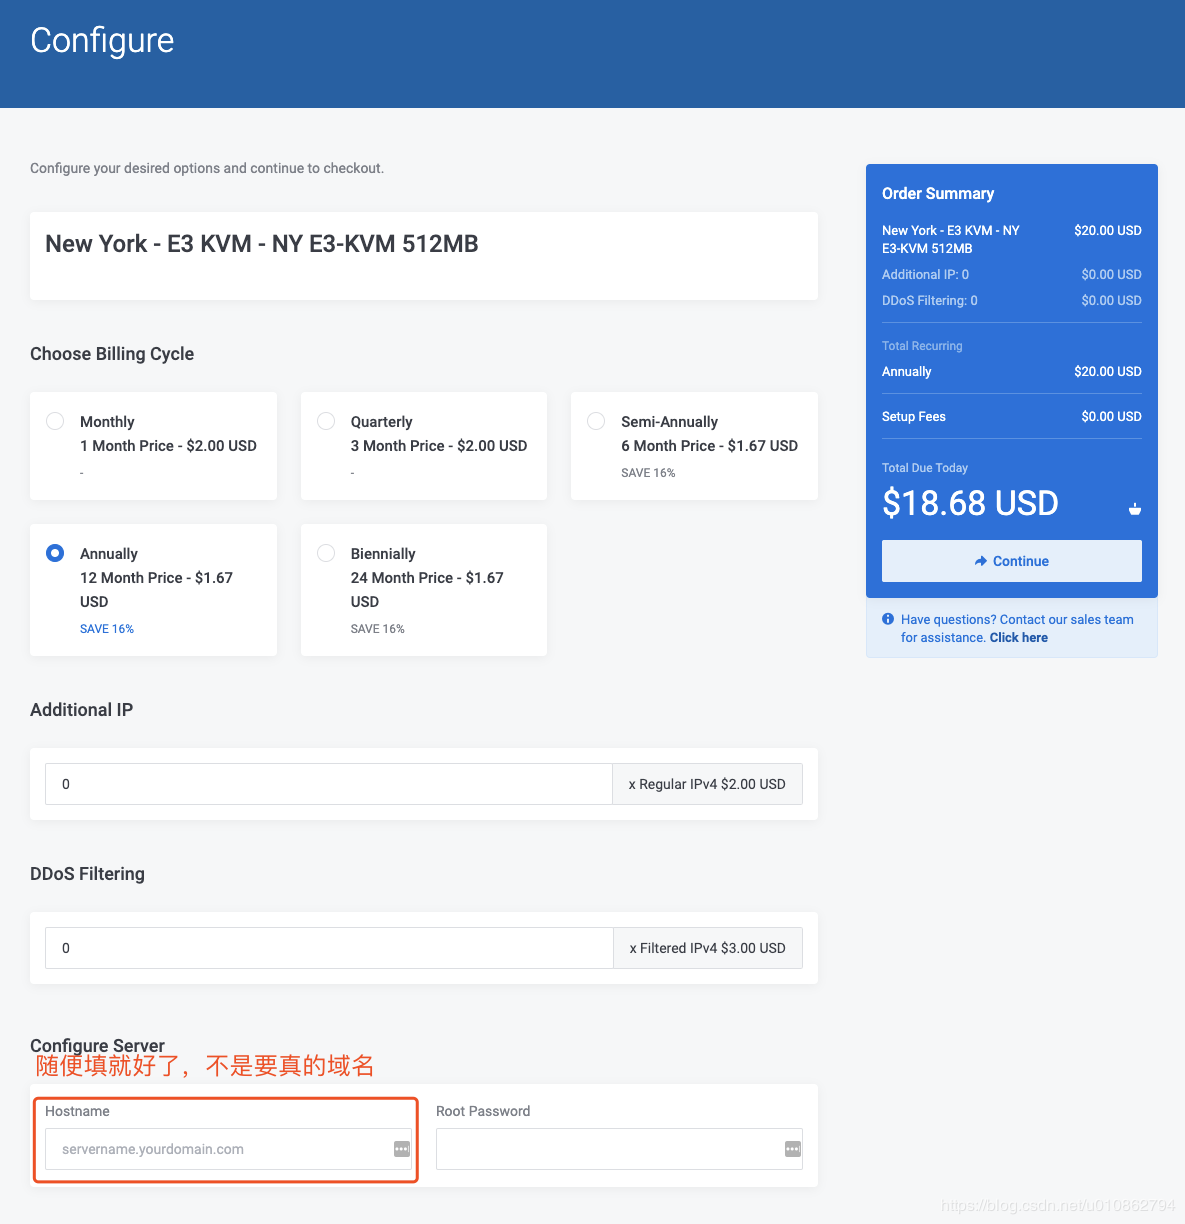 Configure
Configure your desired options and continue to checkout.
New York - E3 KVM - NY E3-KVM 512MB
Choose Billing Cycle
Monthly
1 Month Price - $2.00 USD
-
Quarterly
3 Month Price - $2.00 USD
-
Semi-Annually
6 Month Price - $1.67 USD
SAVE 16%
Annually
12 Month Price - $1.67
USD
SAVE 16%
Biennially
24 Month Price - $1.67
USD
SAVE 16%
Additional IP
0
x Regular IPv4 $2.00 USD
DDoS Filtering
0
x Filtered IPv4 $3.00 USD
Configure Server
随便填就好了，不是要真的域名
Hostname
servername.yourdomain.com
Root Password
Order Summary
New York - E3 KVM - NY $20.00 USD
E3-KVM 512MB
Additional IP: 0 $0.00 USD
DDoS Filtering: 0 $0.00 USD
Total Recurring
Annually $20.00 USD
Setup Fees $0.00 USD
Total Due Today
$18.68 USD
Continue
Have questions? Contact our sales team
for assistance. Click here
https://blog.csdn.net/u010862794